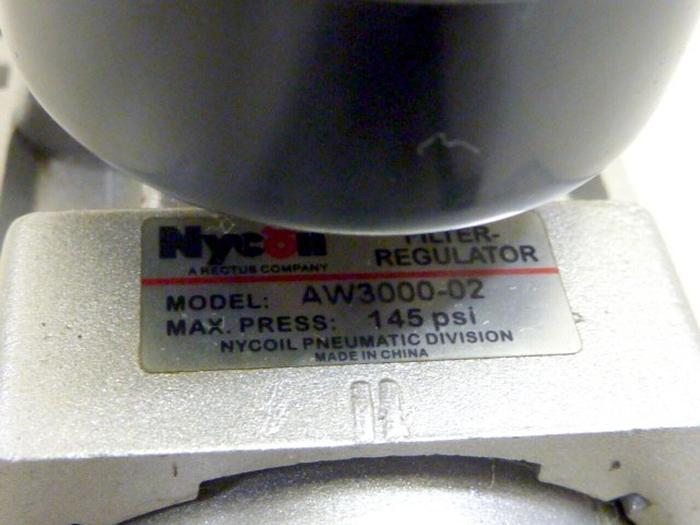 Nycoil FILTER-
A RECTUS COMPANY REGULATOR
MODEL: AW3000-02
MAX. PRESS: 145 psi
NYCOIL PNEUMATIC DIVISION
MADE IN CHINA